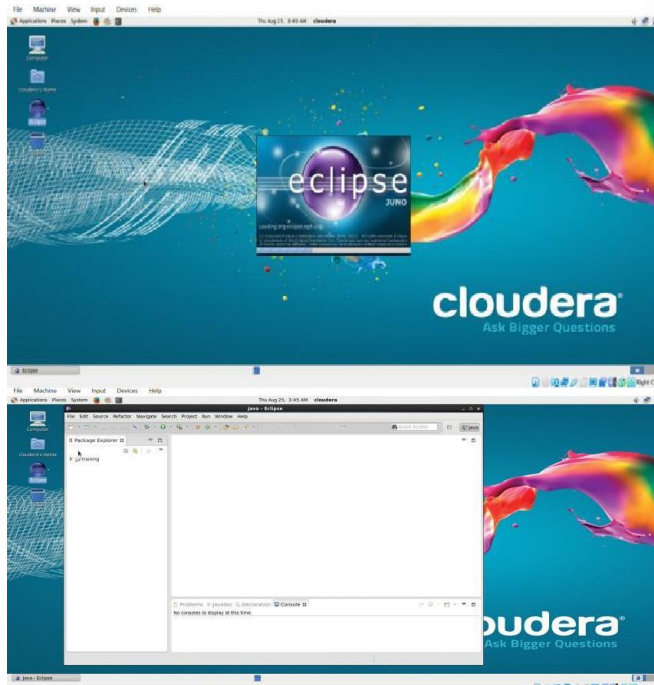 File Machine View Input Devices Help
Applications Places System Thu Aug 25, 3:45 AM cloudera
Computer
cloudera's Home
Eclipse
eclipse
JUNO
cloudera
Ask Bigger Questions
Eclipse
Right C
File Machine View Input Devices Help
Applications Places System Thu Aug 25, 3:45 AM cloudera
Java - Eclipse
File Edit Source Refactor Navigate Search Project Run Window Help
Computer
Quick Access Java
Package Explorer
cloudera's Home
training
Eclipse
Problems Javadoc Declaration Console
No consoles to display at this time.
oudera
Ask Bigger Questions
Java - Eclipse